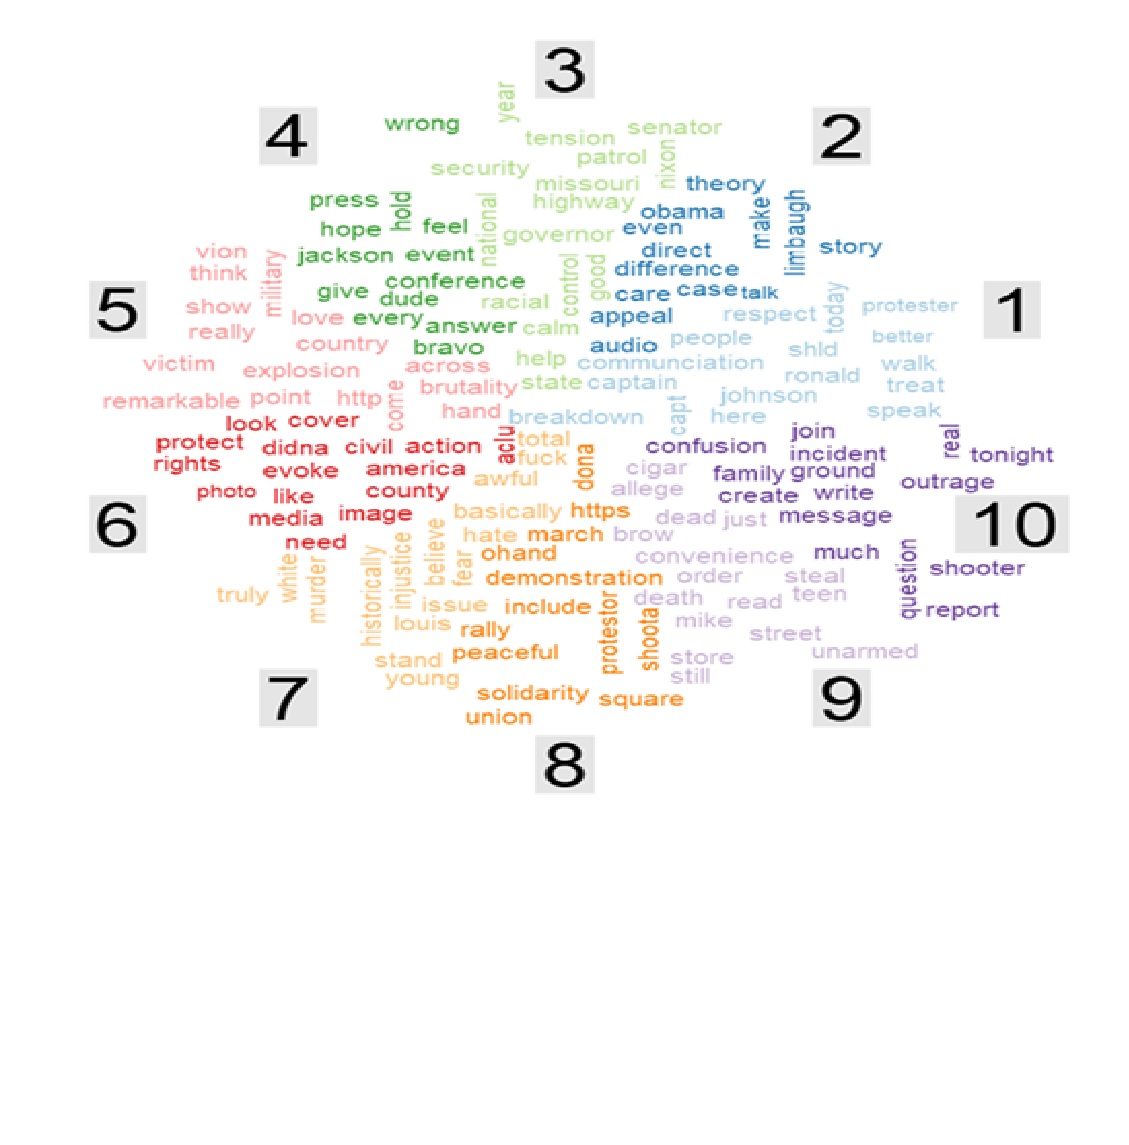 3
year
wrong
4
senator
2
tension
patrol
nixon
security
missouri
theory
press
hold
national
highway
obama
make
limbaugh
hope
feel
governor
even
story
vion
jackson
event
direct
think
military
conference
control
good
difference
give
dude
racial
care
case
talk
today
5
show
love
every
answer
calm
appeal
respect
protester
1
really
country
bravo
audio
people
better
victim
explosion
across
help
communciation
shld
walk
remarkable
point
http
come
brutality
state
captain
ronald
treat
hand
breakdown
capt
johnson
here
speak
look
cover
aclu
total
join
real
protect
didna
civil
action
fuck
dona
confusion
incident
tonight
rights
evoke
america
awful
cigar
family
ground
photo
like
county
allege
create
write
outrage
6
media
image
basically
https
dead
just
message
10
need
believe
hate
march
brow
truly
white
murder
historically
injustice
fear
ohand
convenience
much
question
shooter
demonstration
order
steal
issue
include
protestor
shoota
death
read
teen
report
louis
rally
mike
street
stand
peaceful
store
unarmed
young
still
7
solidarity
square
9
union
8